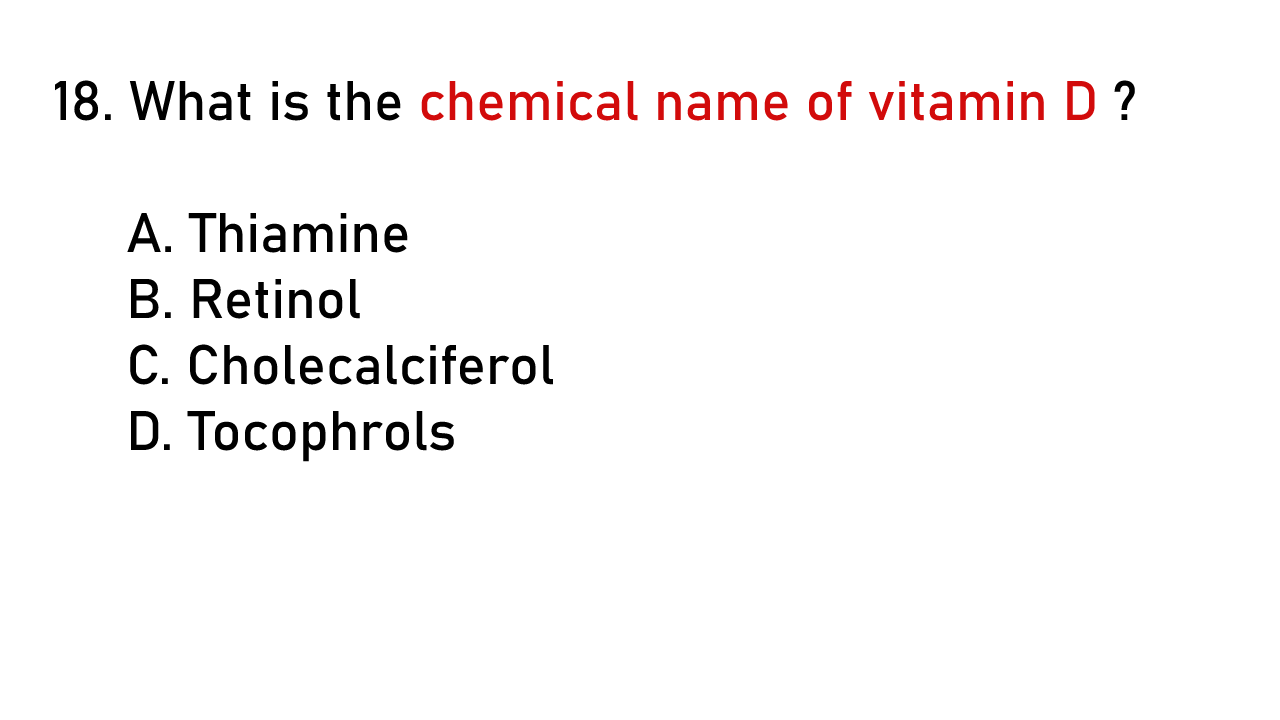 18. What is the chemical name of vitamin D ?
A. Thiamine
B. Retinol
C. Cholecalciferol
D. Tocophrols